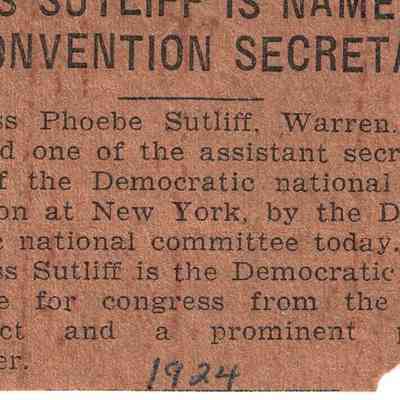 S SUTLIFF IS NAME
ONVENTION SECRETA
ss Phoebe Sutliff, Warren,
d one of the assistant secr
f the Democratic national
on at New York, by the D
c national committee today.
ss Sutliff is the Democratic
e for congress from the
ct and a prominent p
er.
1924